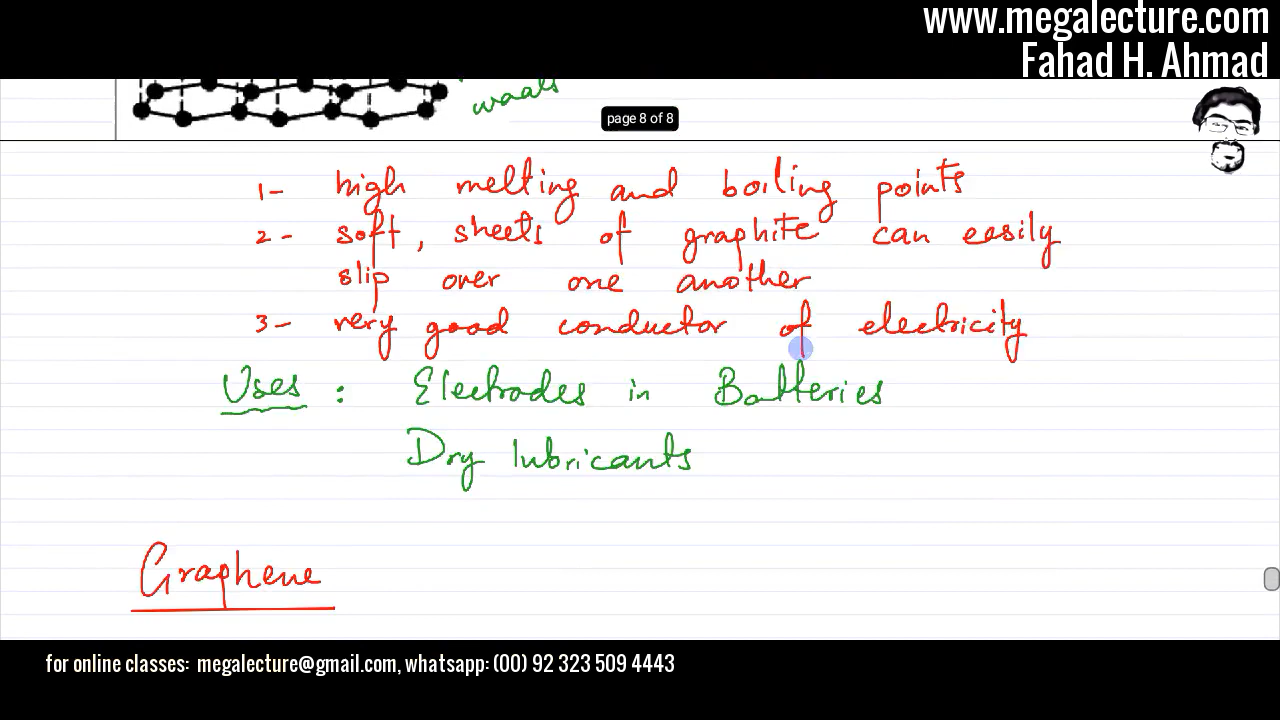 www.megalecture.com
Fahad H. Ahmad
waals
page 8 of 8
1- high melting and boiling points
2- soft, sheets of graphite can easily
slip over one another
3- very good conductor of electricity
Uses : Electrodes in Batteries
Dry lubricants
Graphene
for online classes: megalecture@gmail.com, whatsapp: (00) 92 323 509 4443